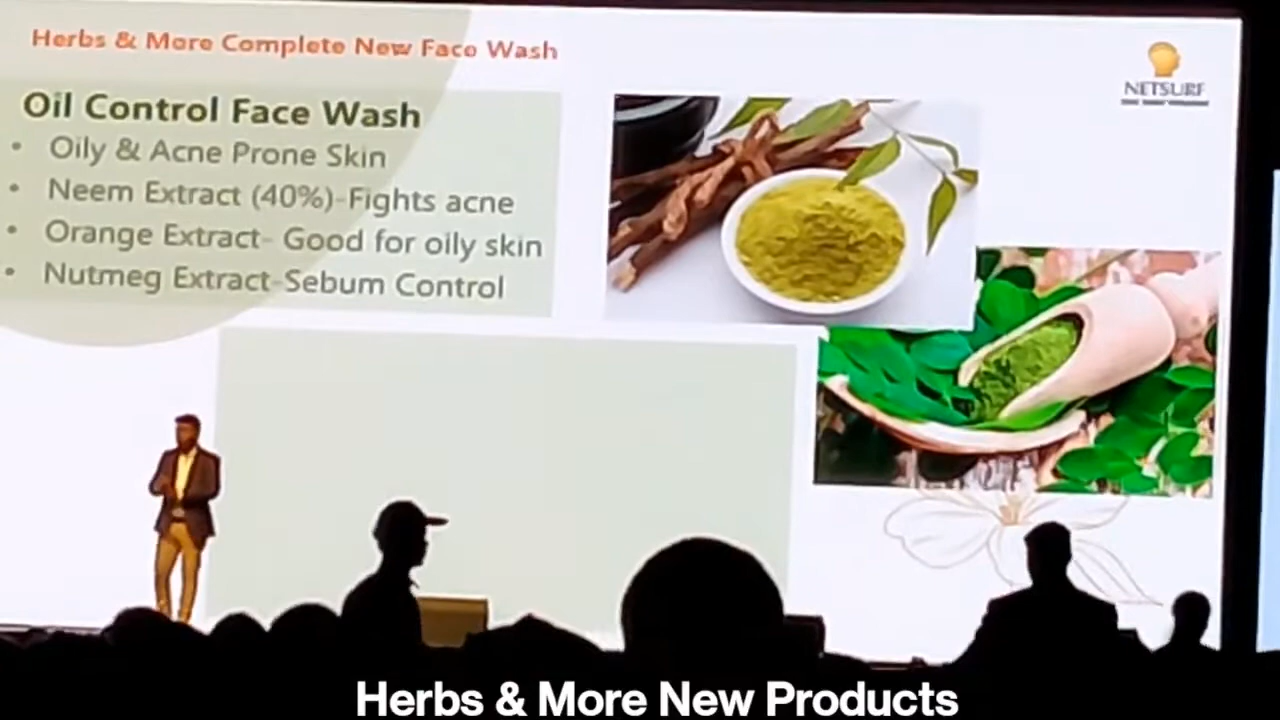 Herbs & More Complete New Face Wash
NETSURF
Oil Control Face Wash
• Oily & Acne Prone Skin
• Neem Extract (40%)-Fights acne
• Orange Extract- Good for oily skin
• Nutmeg Extract-Sebum Control
Herbs & More New Products